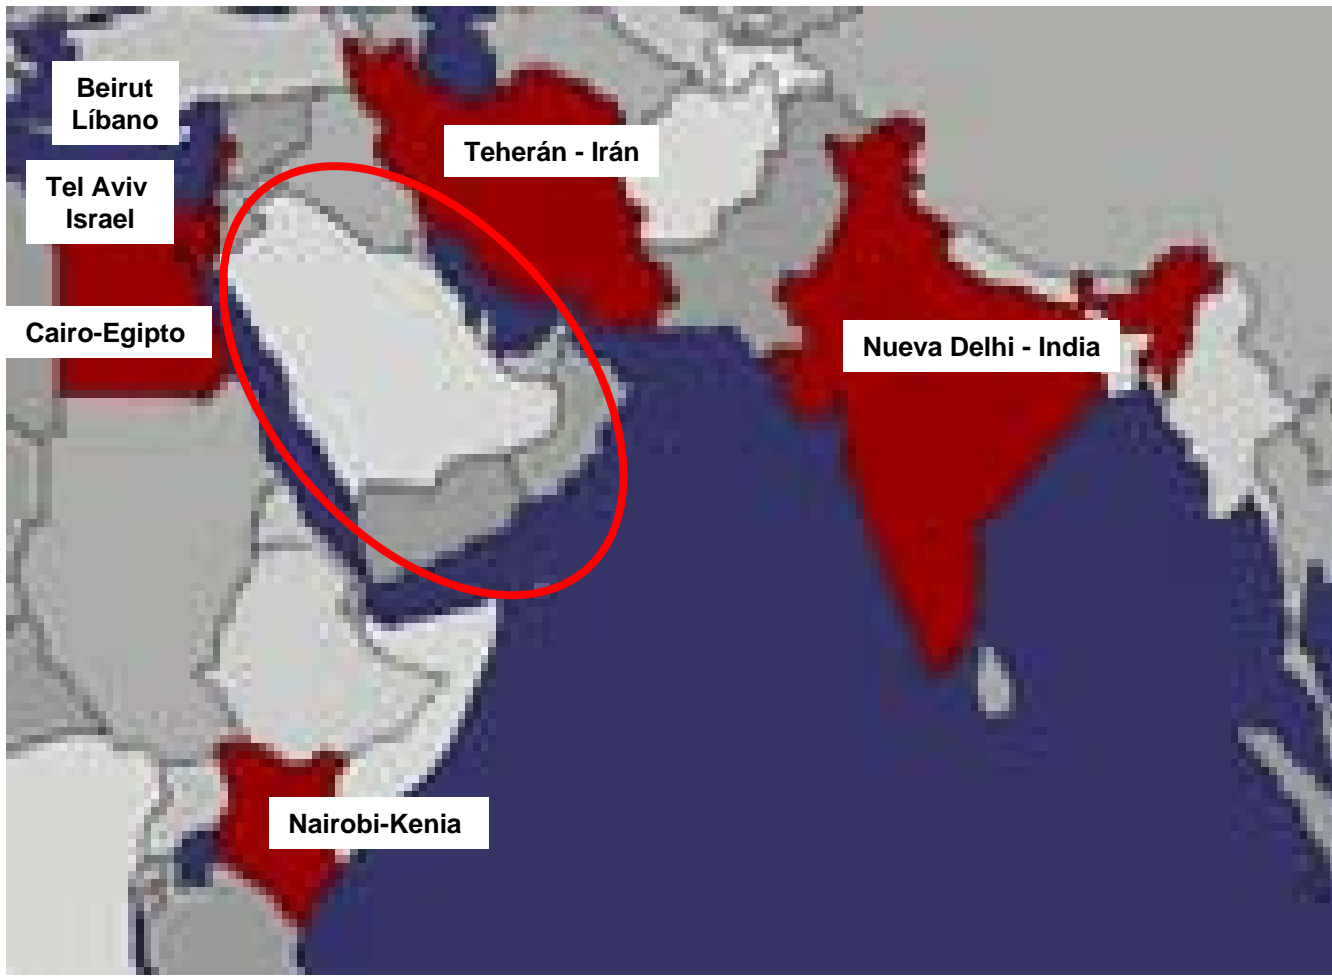 Beirut
Líbano
Teherán - Irán
Tel Aviv
Israel
Cairo-Egipto
Nueva Delhi - India
Nairobi-Kenia